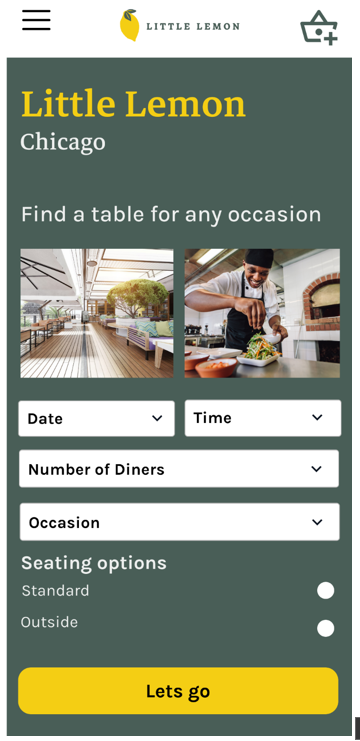 LITTLE LEMON
Little Lemon
Chicago
Find a table for any occasion
Date
Time
Number of Diners
Occasion
Seating options
Standard
Outside
Lets go